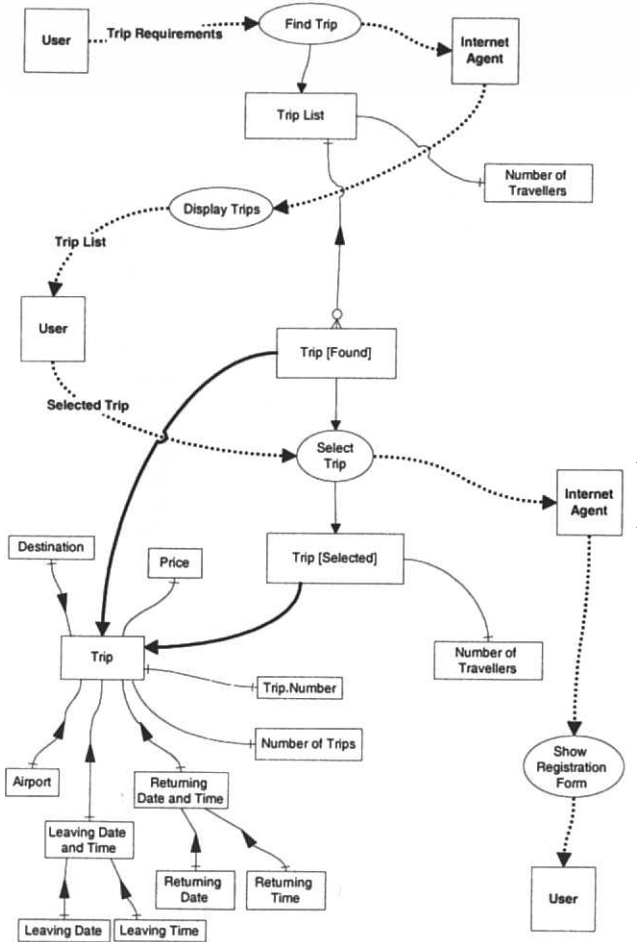 User
Trip Requirements
Find Trip
Internet
Agent
Trip List
Number of
Travellers
Display Trips
Trip List
User
Trip [Found]
Selected Trip
Select
Trip
Internet
Agent
Destination
Price
Trip [Selected]
Trip
Number of
Travellers
Trip.Number
Number of Trips
Airport
Returning
Date and Time
Show
Registration
Form
Leaving Date
and Time
Returning
Date
Returning
Time
User
Leaving Date
Leaving Time